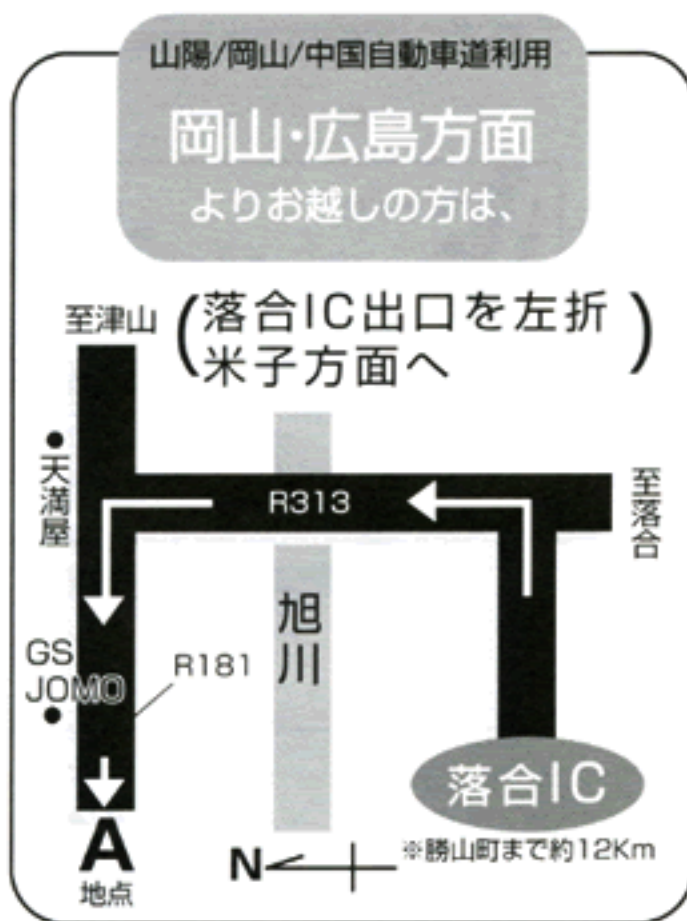 山陽/岡山/中国自動車道利用
岡山・広島方面
よりお越しの方は、
(落合IC出口を左折
米子方面へ)
至津山
天満屋
R313
至落合
旭川
GS
JOMO
R181
落合IC
※勝山町まで約12Km
A
地点
N